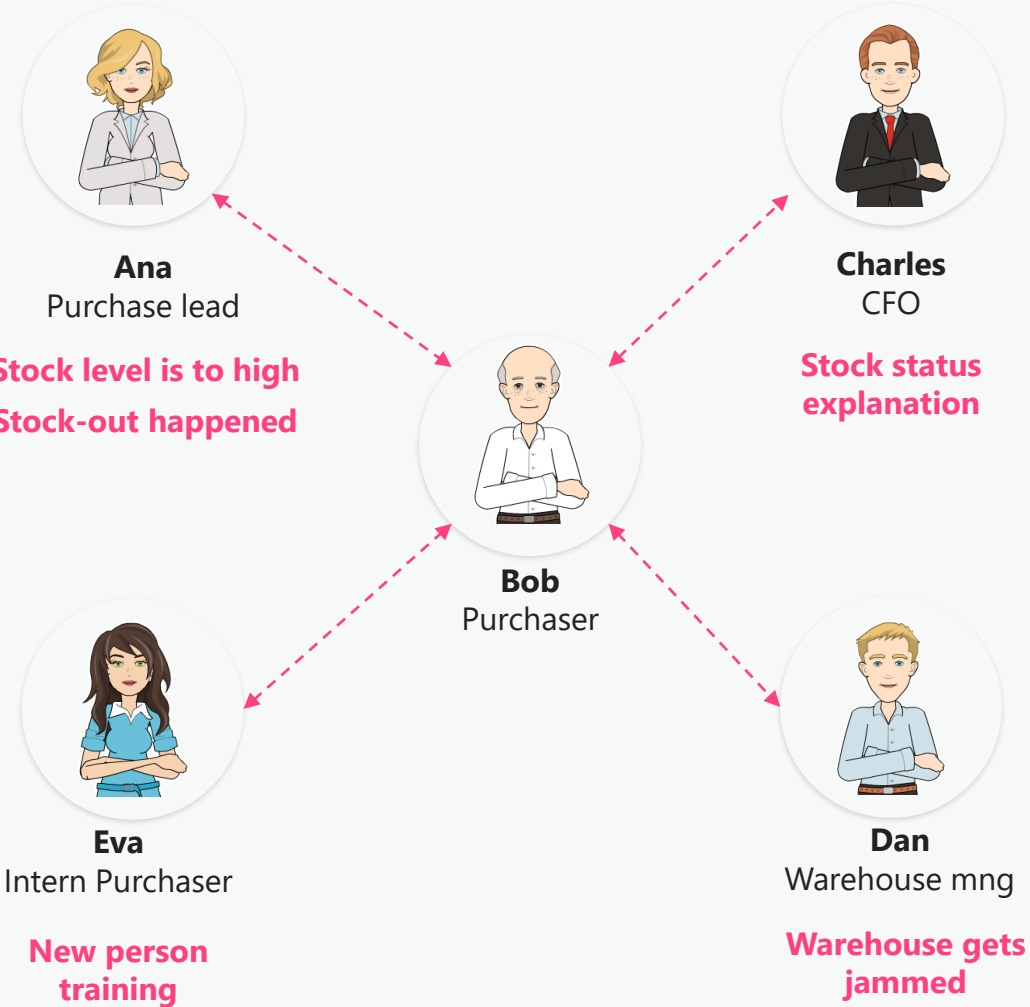 Ana
Purchase lead
Stock level is to high
Stock-out happened
Charles
CFO
Stock status
explanation
Bob
Purchaser
Eva
Intern Purchaser
New person
training
Dan
Warehouse mng
Warehouse gets
jammed